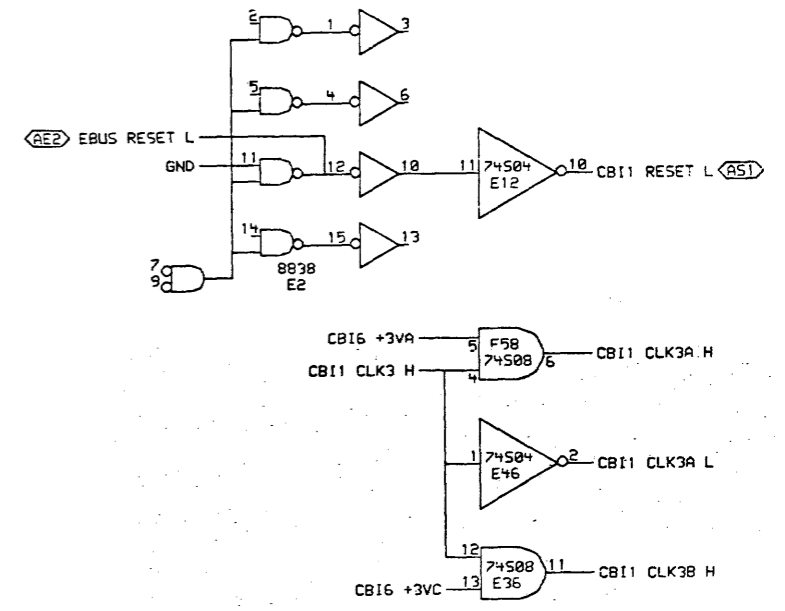 2
1
3
5
4
6
AE2 EBUS RESET L
GND
11
12
10
11
74S04
E12
10
CBI1 RESET L AS1
14
15
13
8838
E2
7
9
CBI6 +3VA
5
F58
74S08
6
CBI1 CLK3A H
CBI1 CLK3 H
4
1
74S04
E46
2
CBI1 CLK3A L
12
74S08
E36
11
CBI1 CLK3B H
CBI6 +3VC
13